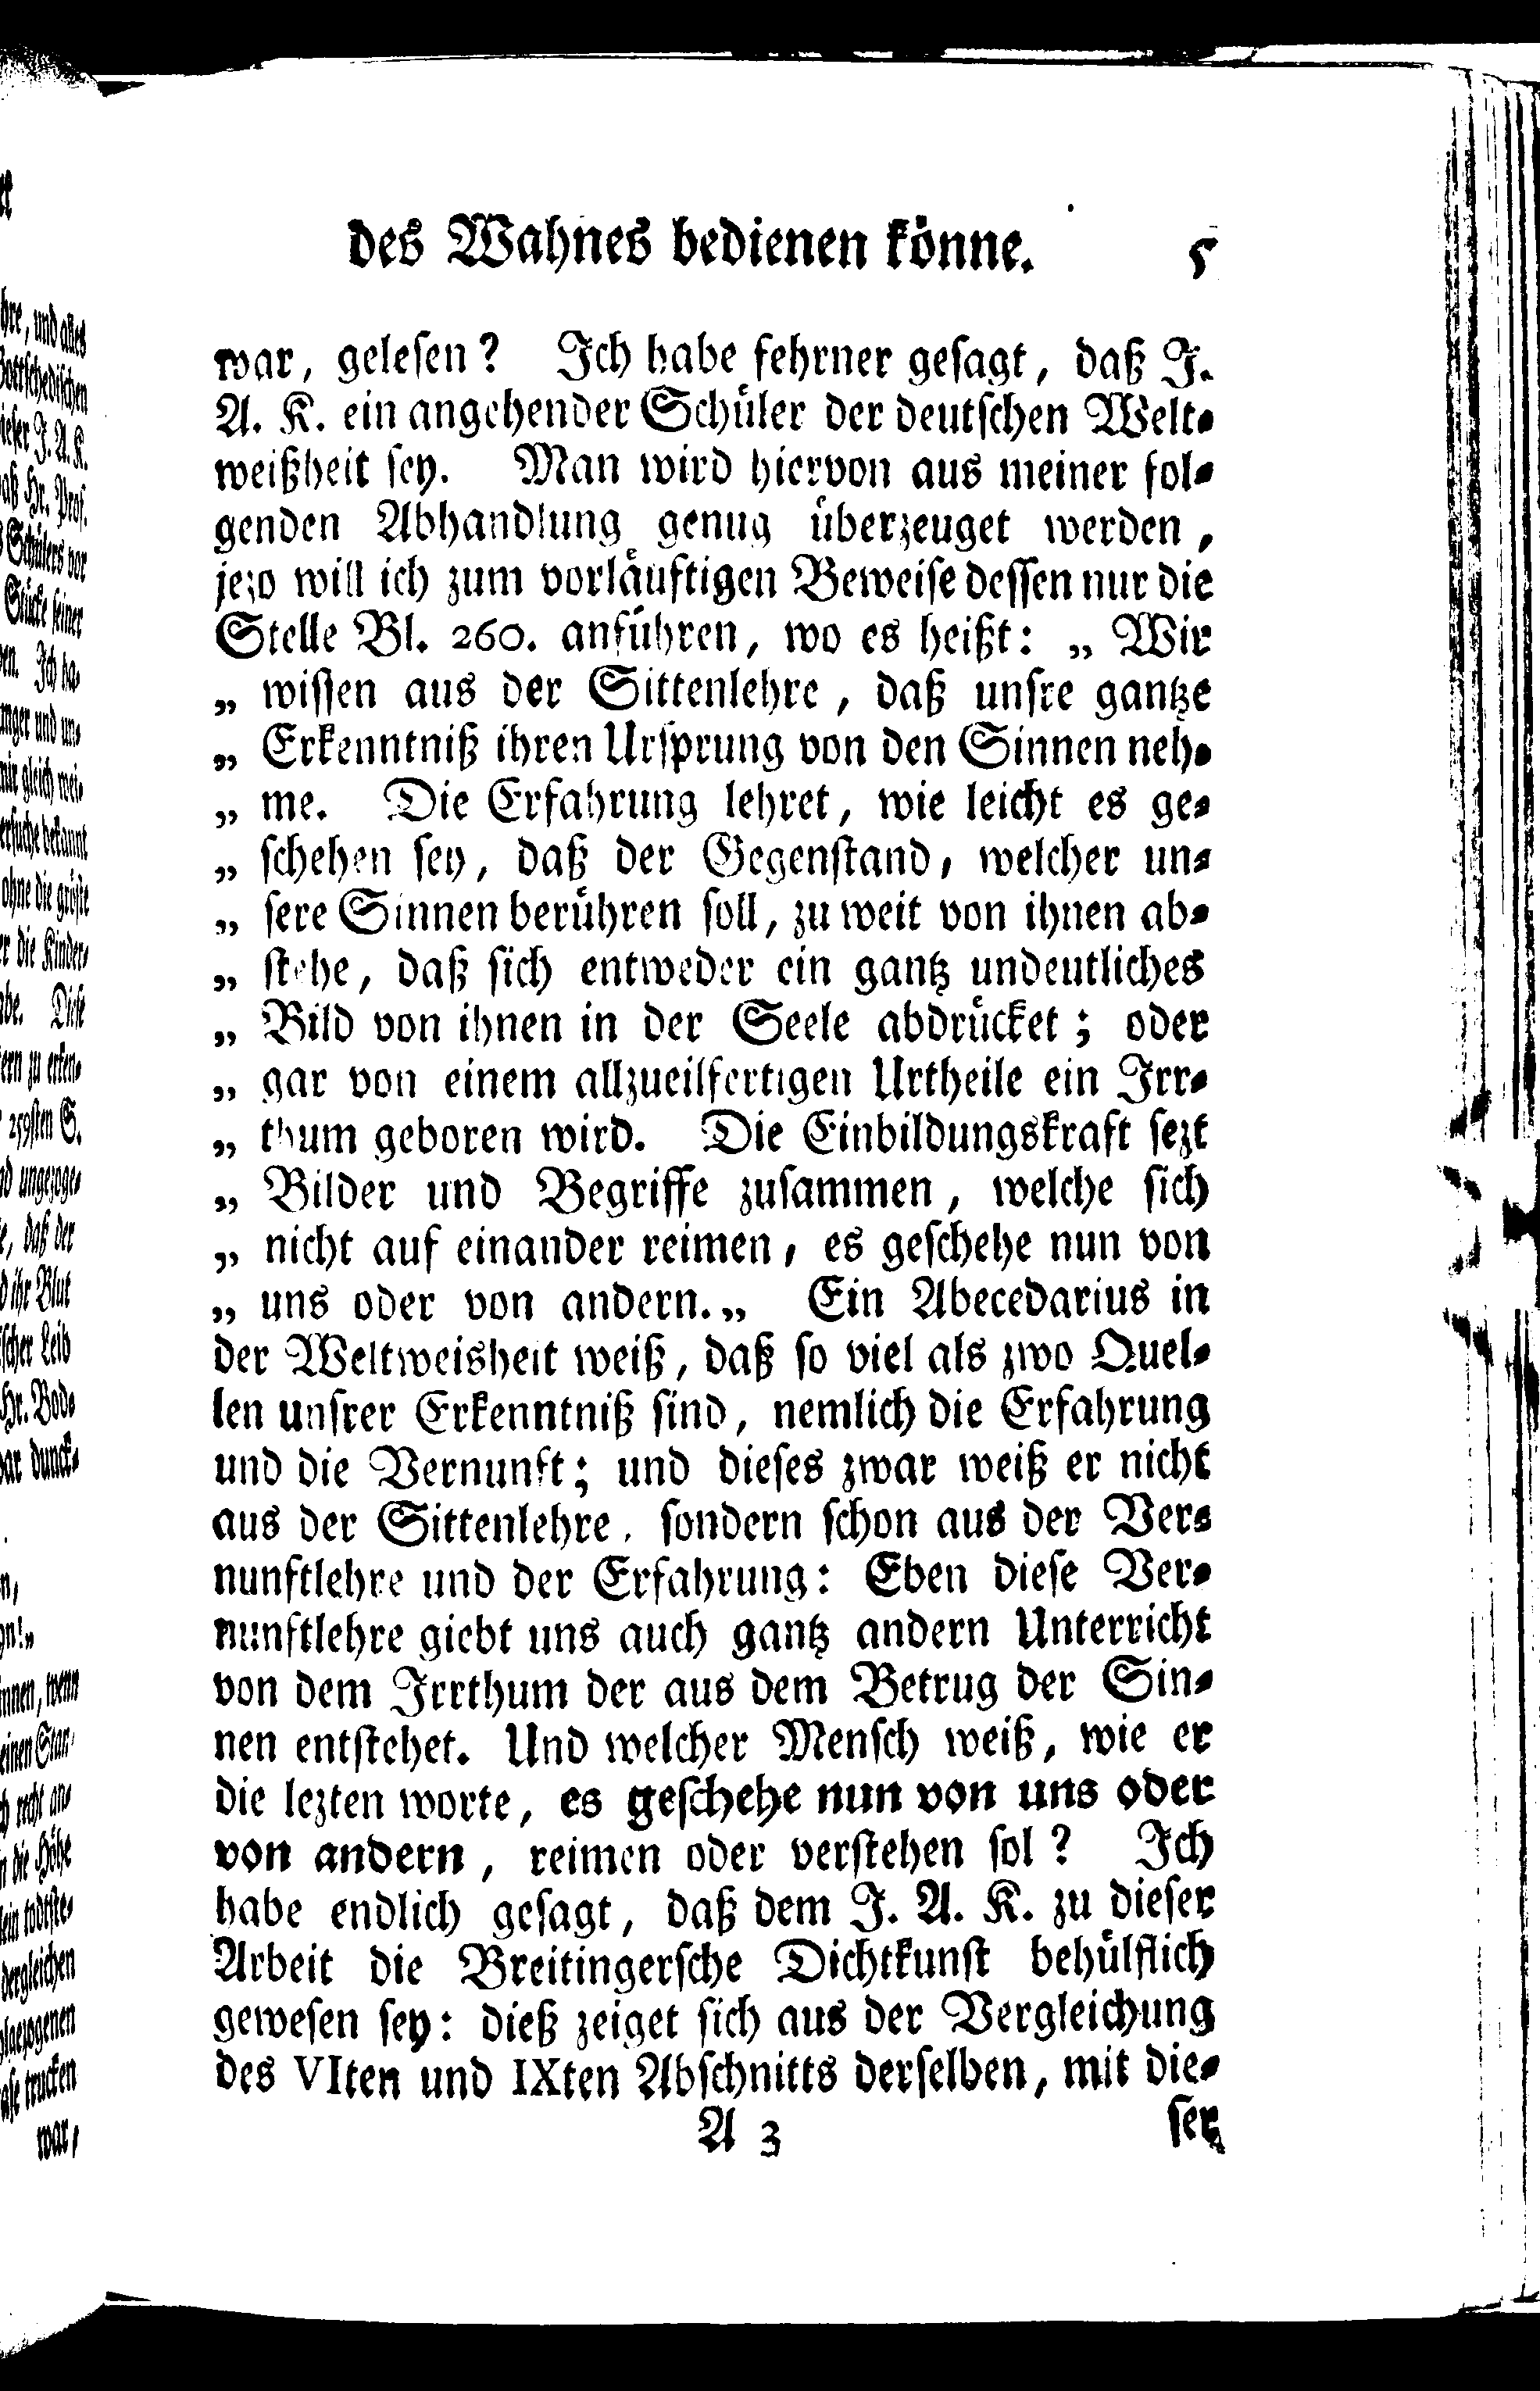 des Wahnes bedienen könne. 5
war, gelesen? Ich habe fehrner gesagt, daß J.
A. K. ein angehender Schüler der deutschen Welt-
weißheit sey. Man wird hiervon aus meiner fol-
genden Abhandlung genug überzeuget werden,
jezo will ich zum vorläuftigen Beweise dessen nur die
Stelle Bl. 260. anführen, wo es heißt: „ Wir
„ wissen aus der Sittenlehre, daß unsre gantze
„ Erkenntniß ihren Ursprung von den Sinnen neh-
„ me. Die Erfahrung lehret, wie leicht es ge-
„ schehen sey, daß der Gegenstand, welcher un-
„ sere Sinnen berühren soll, zu weit von ihnen ab-
„ stehe, daß sich entweder ein gantz undeutliches
„ Bild von ihnen in der Seele abdrücket; oder
„ gar von einem allzueilfertigen Urtheile ein Irr-
„ thum geboren wird. Die Einbildungskraft sezt
„ Bilder und Begriffe zusammen, welche sich
„ nicht auf einander reimen, es geschehe nun von
„ uns oder von andern. „ Ein Abecedarius in
der Weltweisheit weiß, daß so viel als zwo Quel-
len unsrer Erkenntniß sind, nemlich die Erfahrung
und die Vernunft; und dieses zwar weiß er nicht
aus der Sittenlehre, sondern schon aus der Ver-
nunftlehre und der Erfahrung: Eben diese Ver-
nunftlehre giebt uns auch gantz andern Unterricht
von dem Irrthum der aus dem Betrug der Sin-
nen entstehet. Und welcher Mensch weiß, wie er
die lezten worte, es geschehe nun von uns oder
von andern, reimen oder verstehen sol? Ich
habe endlich gesagt, daß dem J. A. K. zu dieser
Arbeit die Breitingersche Dichtkunst behülflich
gewesen sey: dieß zeiget sich aus der Vergleichung
des VIten und IXten Abschnitts derselben, mit die-
A 3 ser